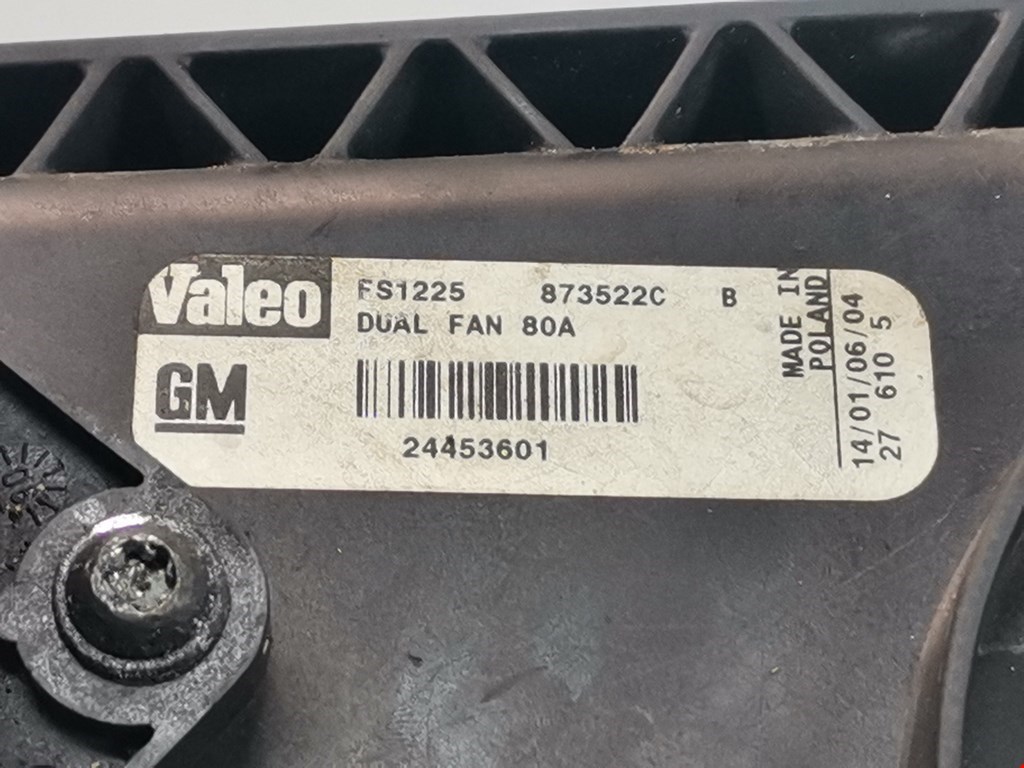 Valeo
FS1225 873522C B
DUAL FAN 80A
GM
24453601
MADE IN
POLAND
14/01/06/04
27 610 5